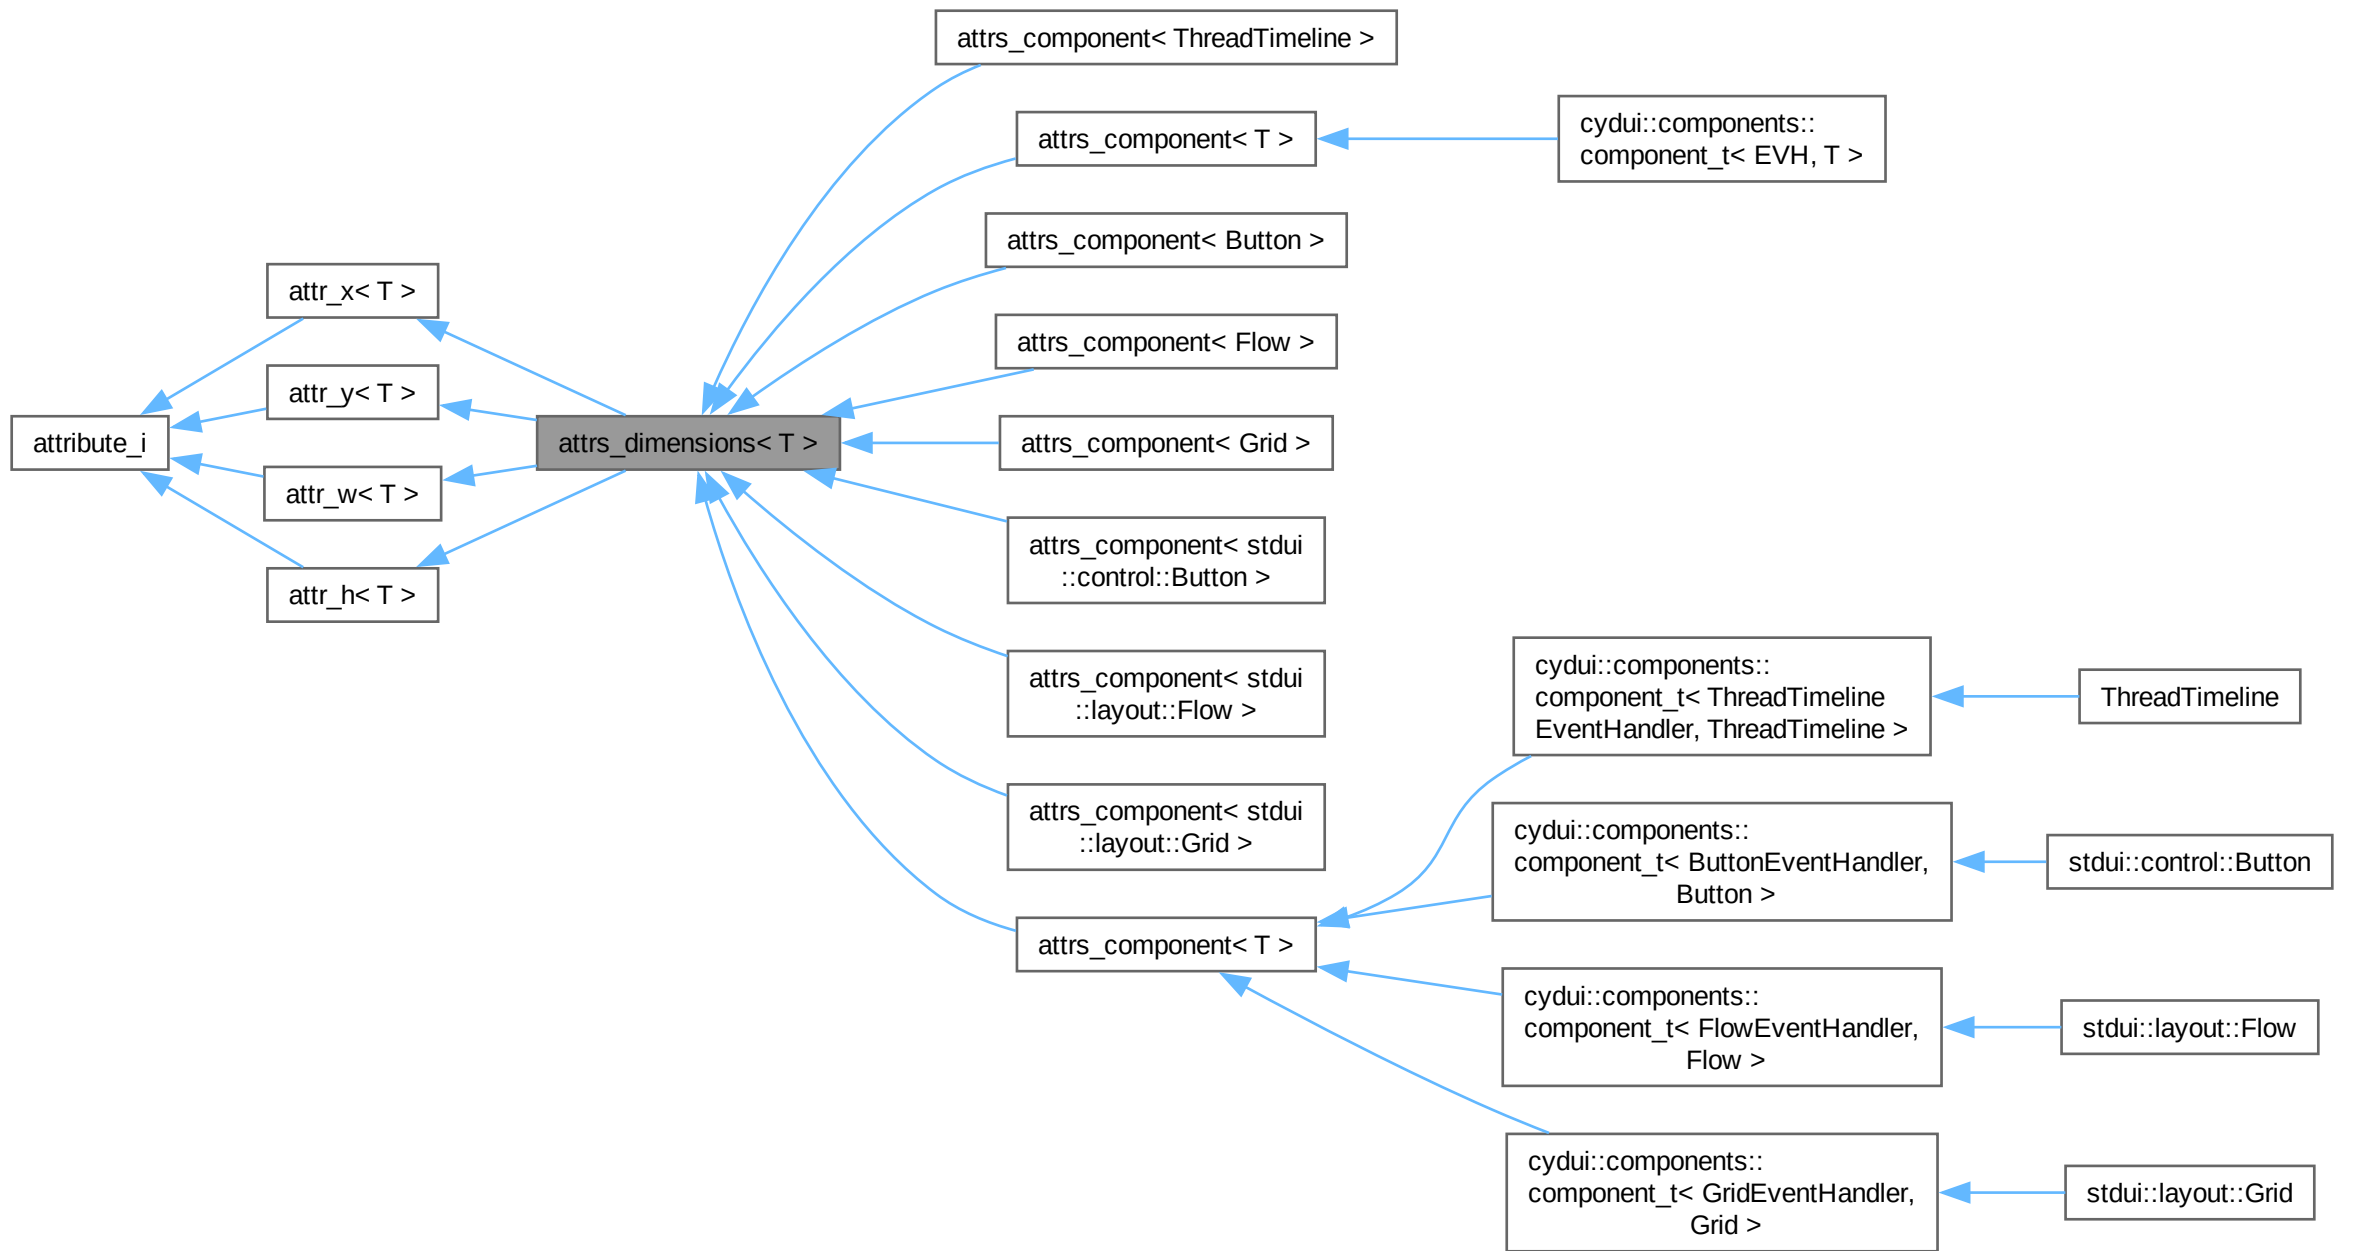 attribute_i
attr_x< T >
attr_y< T >
attr_w< T >
attr_h< T >
attrs_dimensions< T >
attrs_component< ThreadTimeline >
attrs_component< T >
attrs_component< Button >
attrs_component< Flow >
attrs_component< Grid >
attrs_component< stdui
::control::Button >
attrs_component< stdui
::layout::Flow >
attrs_component< stdui
::layout::Grid >
attrs_component< T >
cydui::components::
component_t< EVH, T >
cydui::components::
component_t< ThreadTimeline
EventHandler, ThreadTimeline >
cydui::components::
component_t< ButtonEventHandler,
Button >
cydui::components::
component_t< FlowEventHandler,
Flow >
cydui::components::
component_t< GridEventHandler,
Grid >
ThreadTimeline
stdui::control::Button
stdui::layout::Flow
stdui::layout::Grid